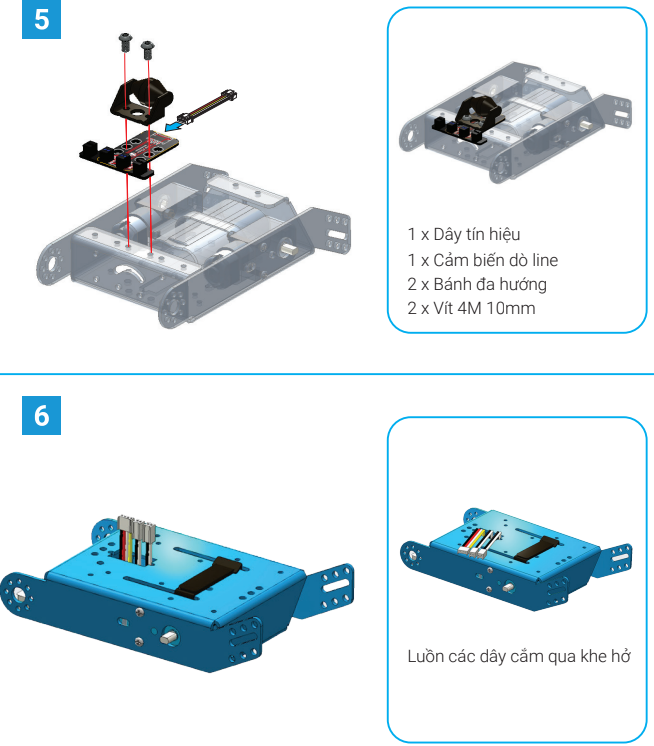 5
1 x Dây tín hiệu
1 x Cảm biến dò line
2 x Bánh đa hướng
2 x Vít 4M 10mm
6
Luồn các dây cắm qua khe hở